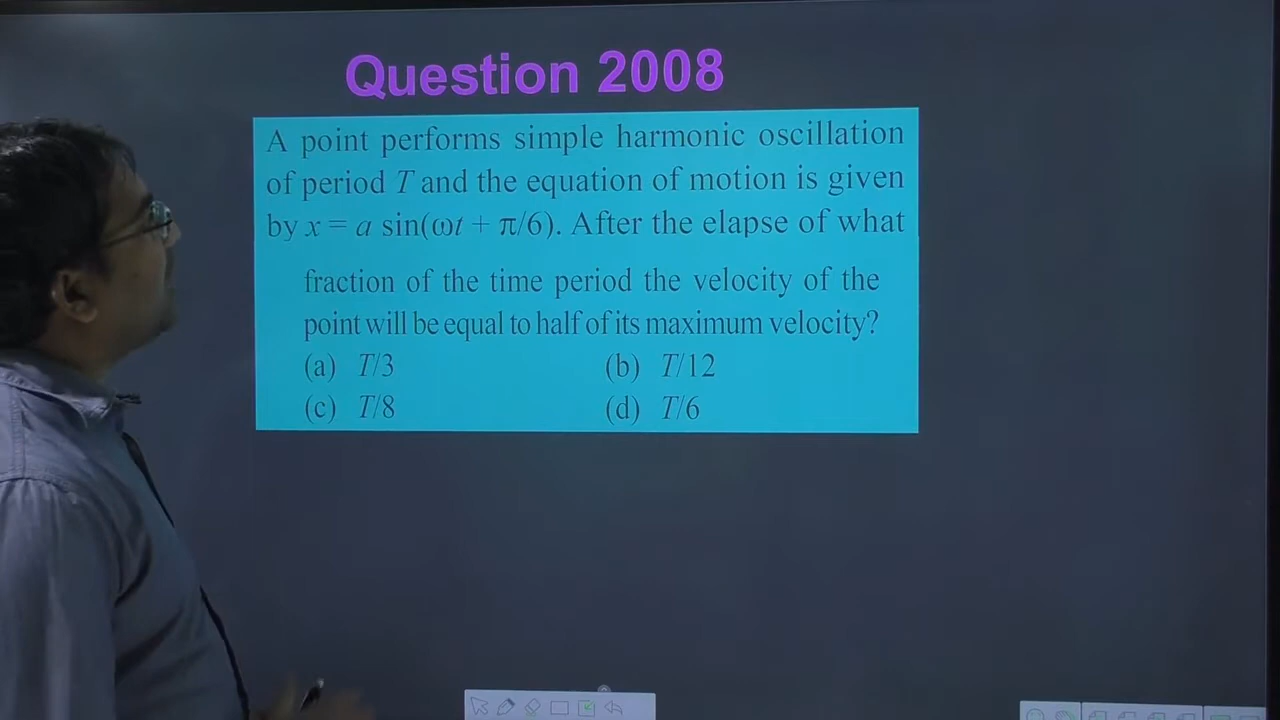 Question 2008
A point performs simple harmonic oscillation
of period T and the equation of motion is given
by x = a sin(ωt + π/6). After the elapse of what
fraction of the time period the velocity of the
point will be equal to half of its maximum velocity?
(a) T/3 (b) T/12
(c) T/8 (d) T/6